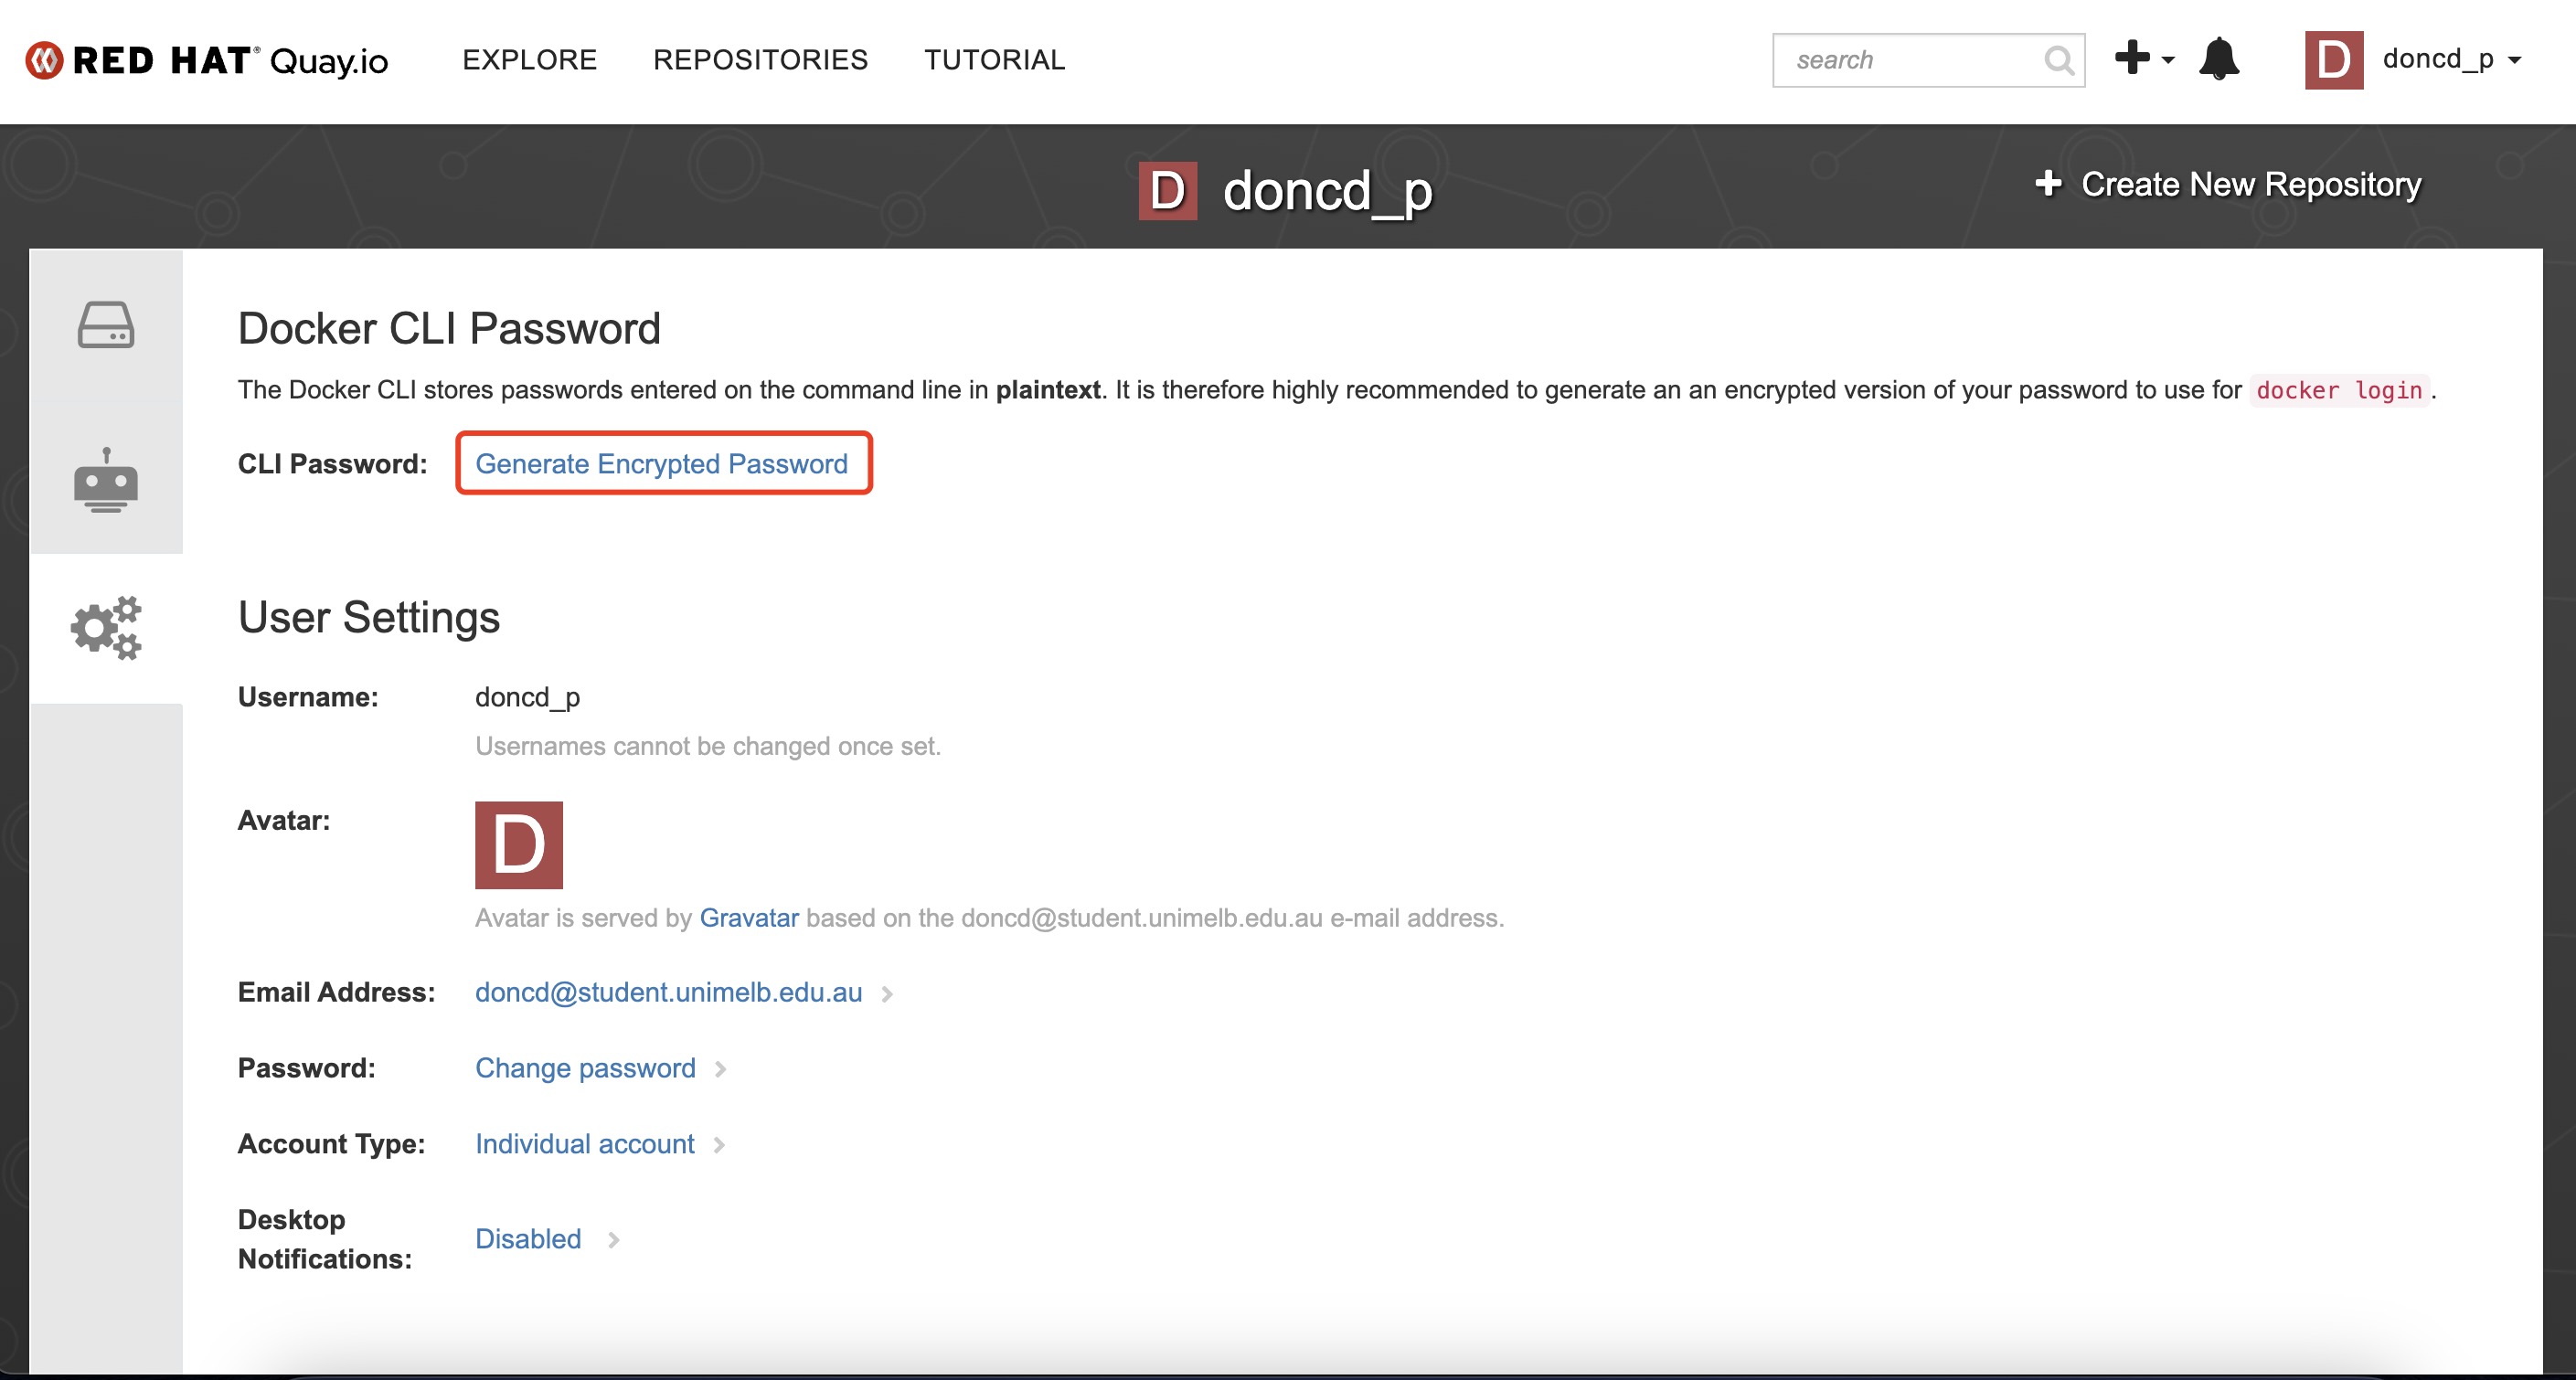 RED HAT® Quay.io EXPLORE REPOSITORIES TUTORIAL search D doncd_p
D doncd_p
+ Create New Repository
Docker CLI Password
The Docker CLI stores passwords entered on the command line in plaintext. It is therefore highly recommended to generate an an encrypted version of your password to use for docker login.
CLI Password: Generate Encrypted Password
User Settings
Username: doncd_p
Usernames cannot be changed once set.
Avatar: D
Avatar is served by Gravatar based on the doncd@student.unimelb.edu.au e-mail address.
Email Address: doncd@student.unimelb.edu.au
Password: Change password
Account Type: Individual account
Desktop
Notifications: Disabled